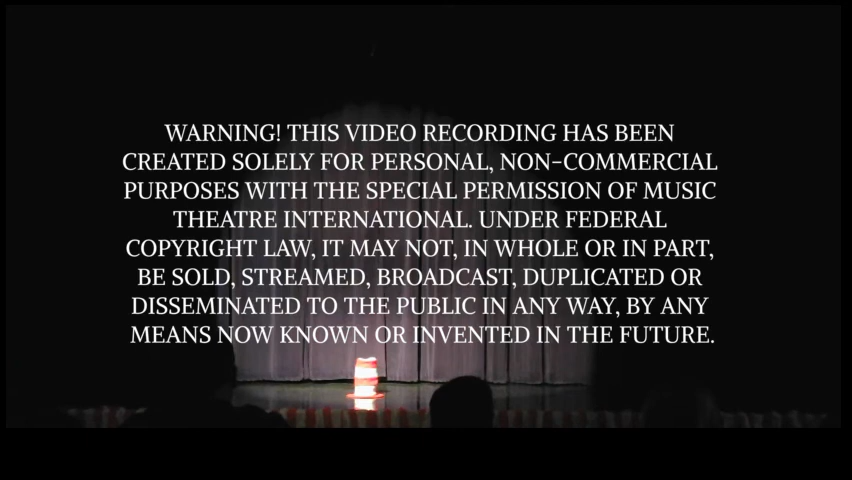 WARNING! THIS VIDEO RECORDING HAS BEEN
CREATED SOLELY FOR PERSONAL, NON-COMMERCIAL
PURPOSES WITH THE SPECIAL PERMISSION OF MUSIC
THEATRE INTERNATIONAL. UNDER FEDERAL
COPYRIGHT LAW, IT MAY NOT, IN WHOLE OR IN PART,
BE SOLD, STREAMED, BROADCAST, DUPLICATED OR
DISSEMINATED TO THE PUBLIC IN ANY WAY, BY ANY
MEANS NOW KNOWN OR INVENTED IN THE FUTURE.